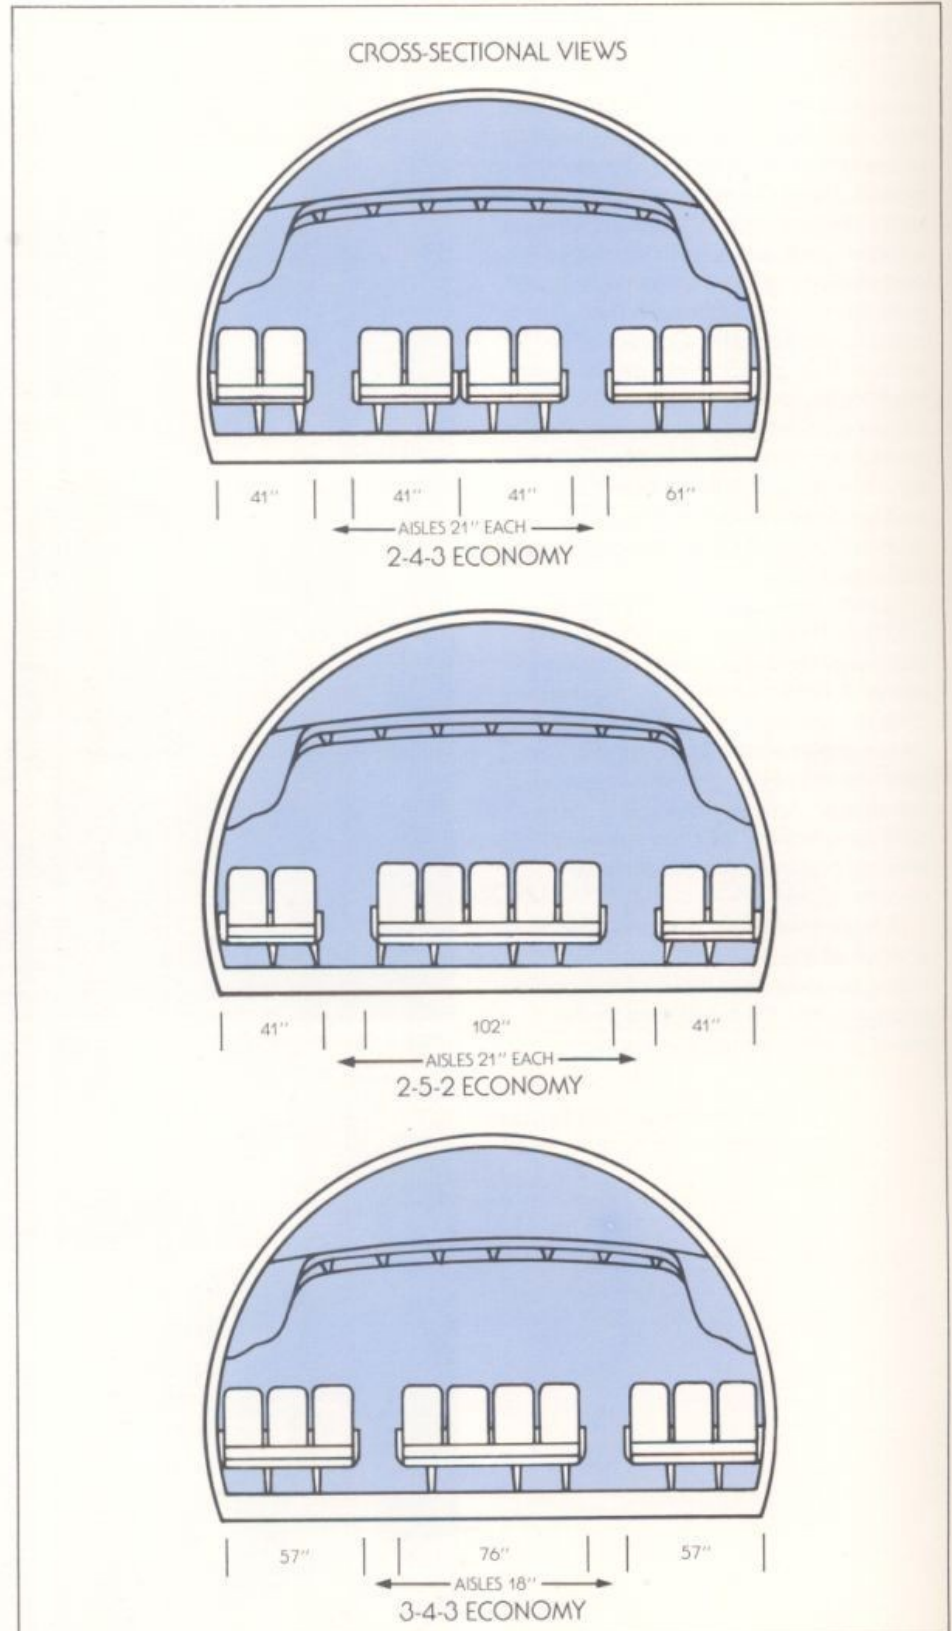 CROSS-SECTIONAL VIEWS
41" 41" 41" 61"
AISLES 21" EACH
2-4-3 ECONOMY
41" 102" 41"
AISLES 21" EACH
2-5-2 ECONOMY
57" 76" 57"
AISLES 18"
3-4-3 ECONOMY